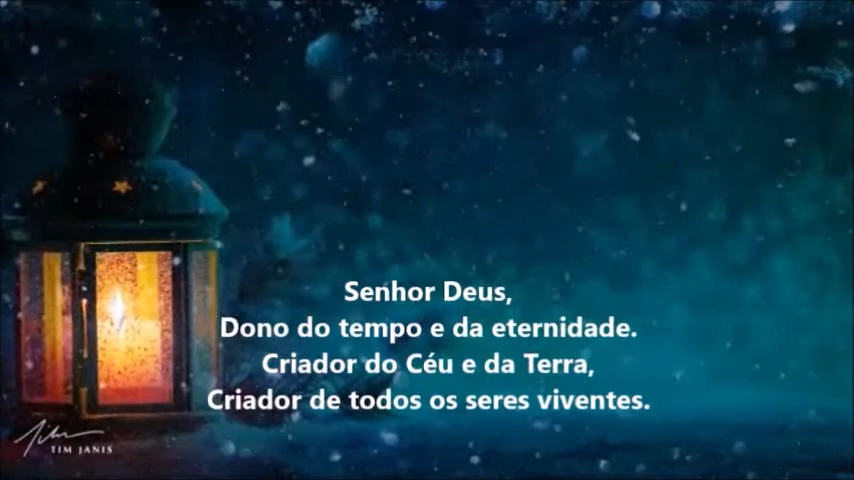 Senhor Deus,
Dono do tempo e da eternidade.
Criador do Céu e da Terra,
Criador de todos os seres viventes.
TIM JANIS